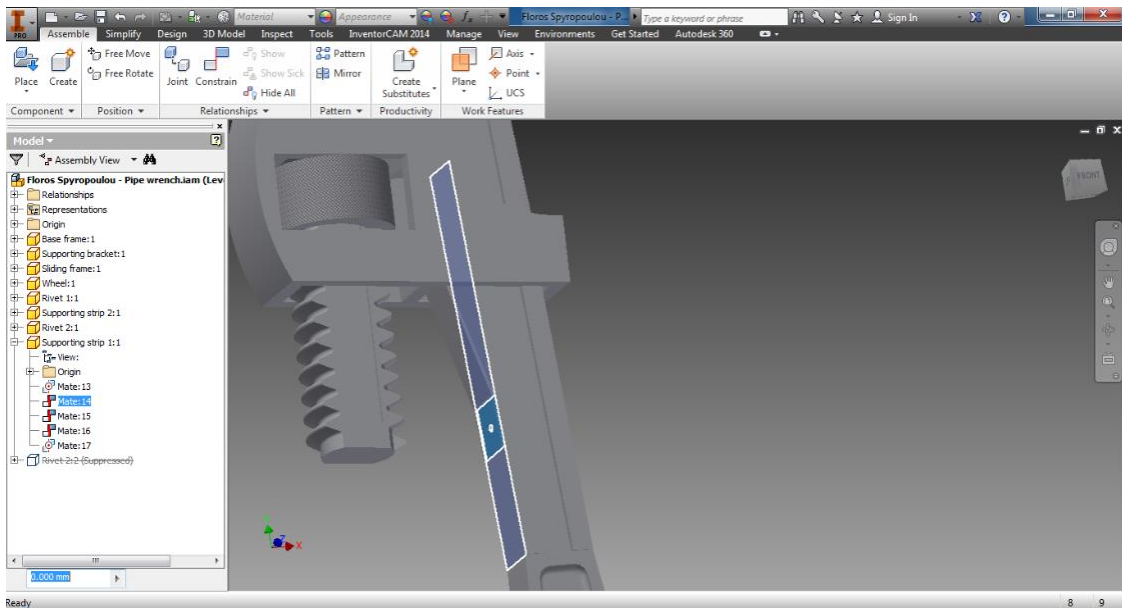 Material
Appearance
Floros Spyropoulou - P...
Type a keyword or phrase
Sign In
PRO
Assemble Simplify Design 3D Model Inspect Tools InventorCAM 2014 Manage View Environments Get Started Autodesk 360
Place
Create
Free Move
Free Rotate
Joint
Constrain
Show
Show Sick
Hide All
Pattern
Mirror
Create
Substitutes
Plane
Axis
Point
UCS
Component
Position
Relationships
Pattern
Productivity
Work Features
Model
Assembly View
Floros Spyropoulou - Pipe wrench.iam (Lev
Relationships
Representations
Origin
Base frame:1
Supporting bracket:1
Sliding frame:1
Wheel:1
Rivet 1:1
Supporting strip 2:1
Rivet 2:1
Supporting strip 1:1
View:
Origin
Mate:13
Mate:14
Mate:15
Mate:16
Mate:17
Rivet 2:2 (Suppressed)
0.000 mm
FRONT
X
Ready
8 9